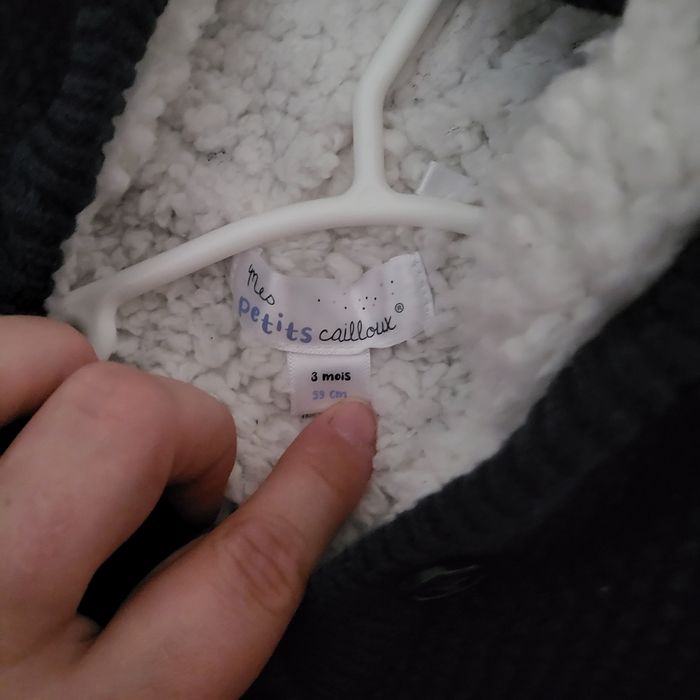 mes
petits cailloux®
3 mois
59 cm